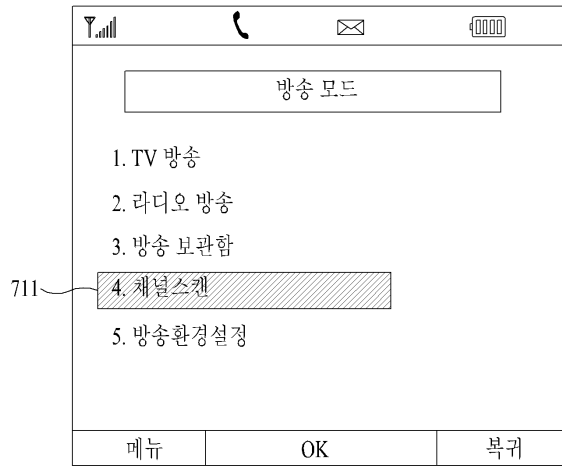 방송 모드
1. TV 방송
2. 라디오 방송
3. 방송 보관함
711
4. 채널스캔
5. 방송환경설정
메뉴 OK 복귀